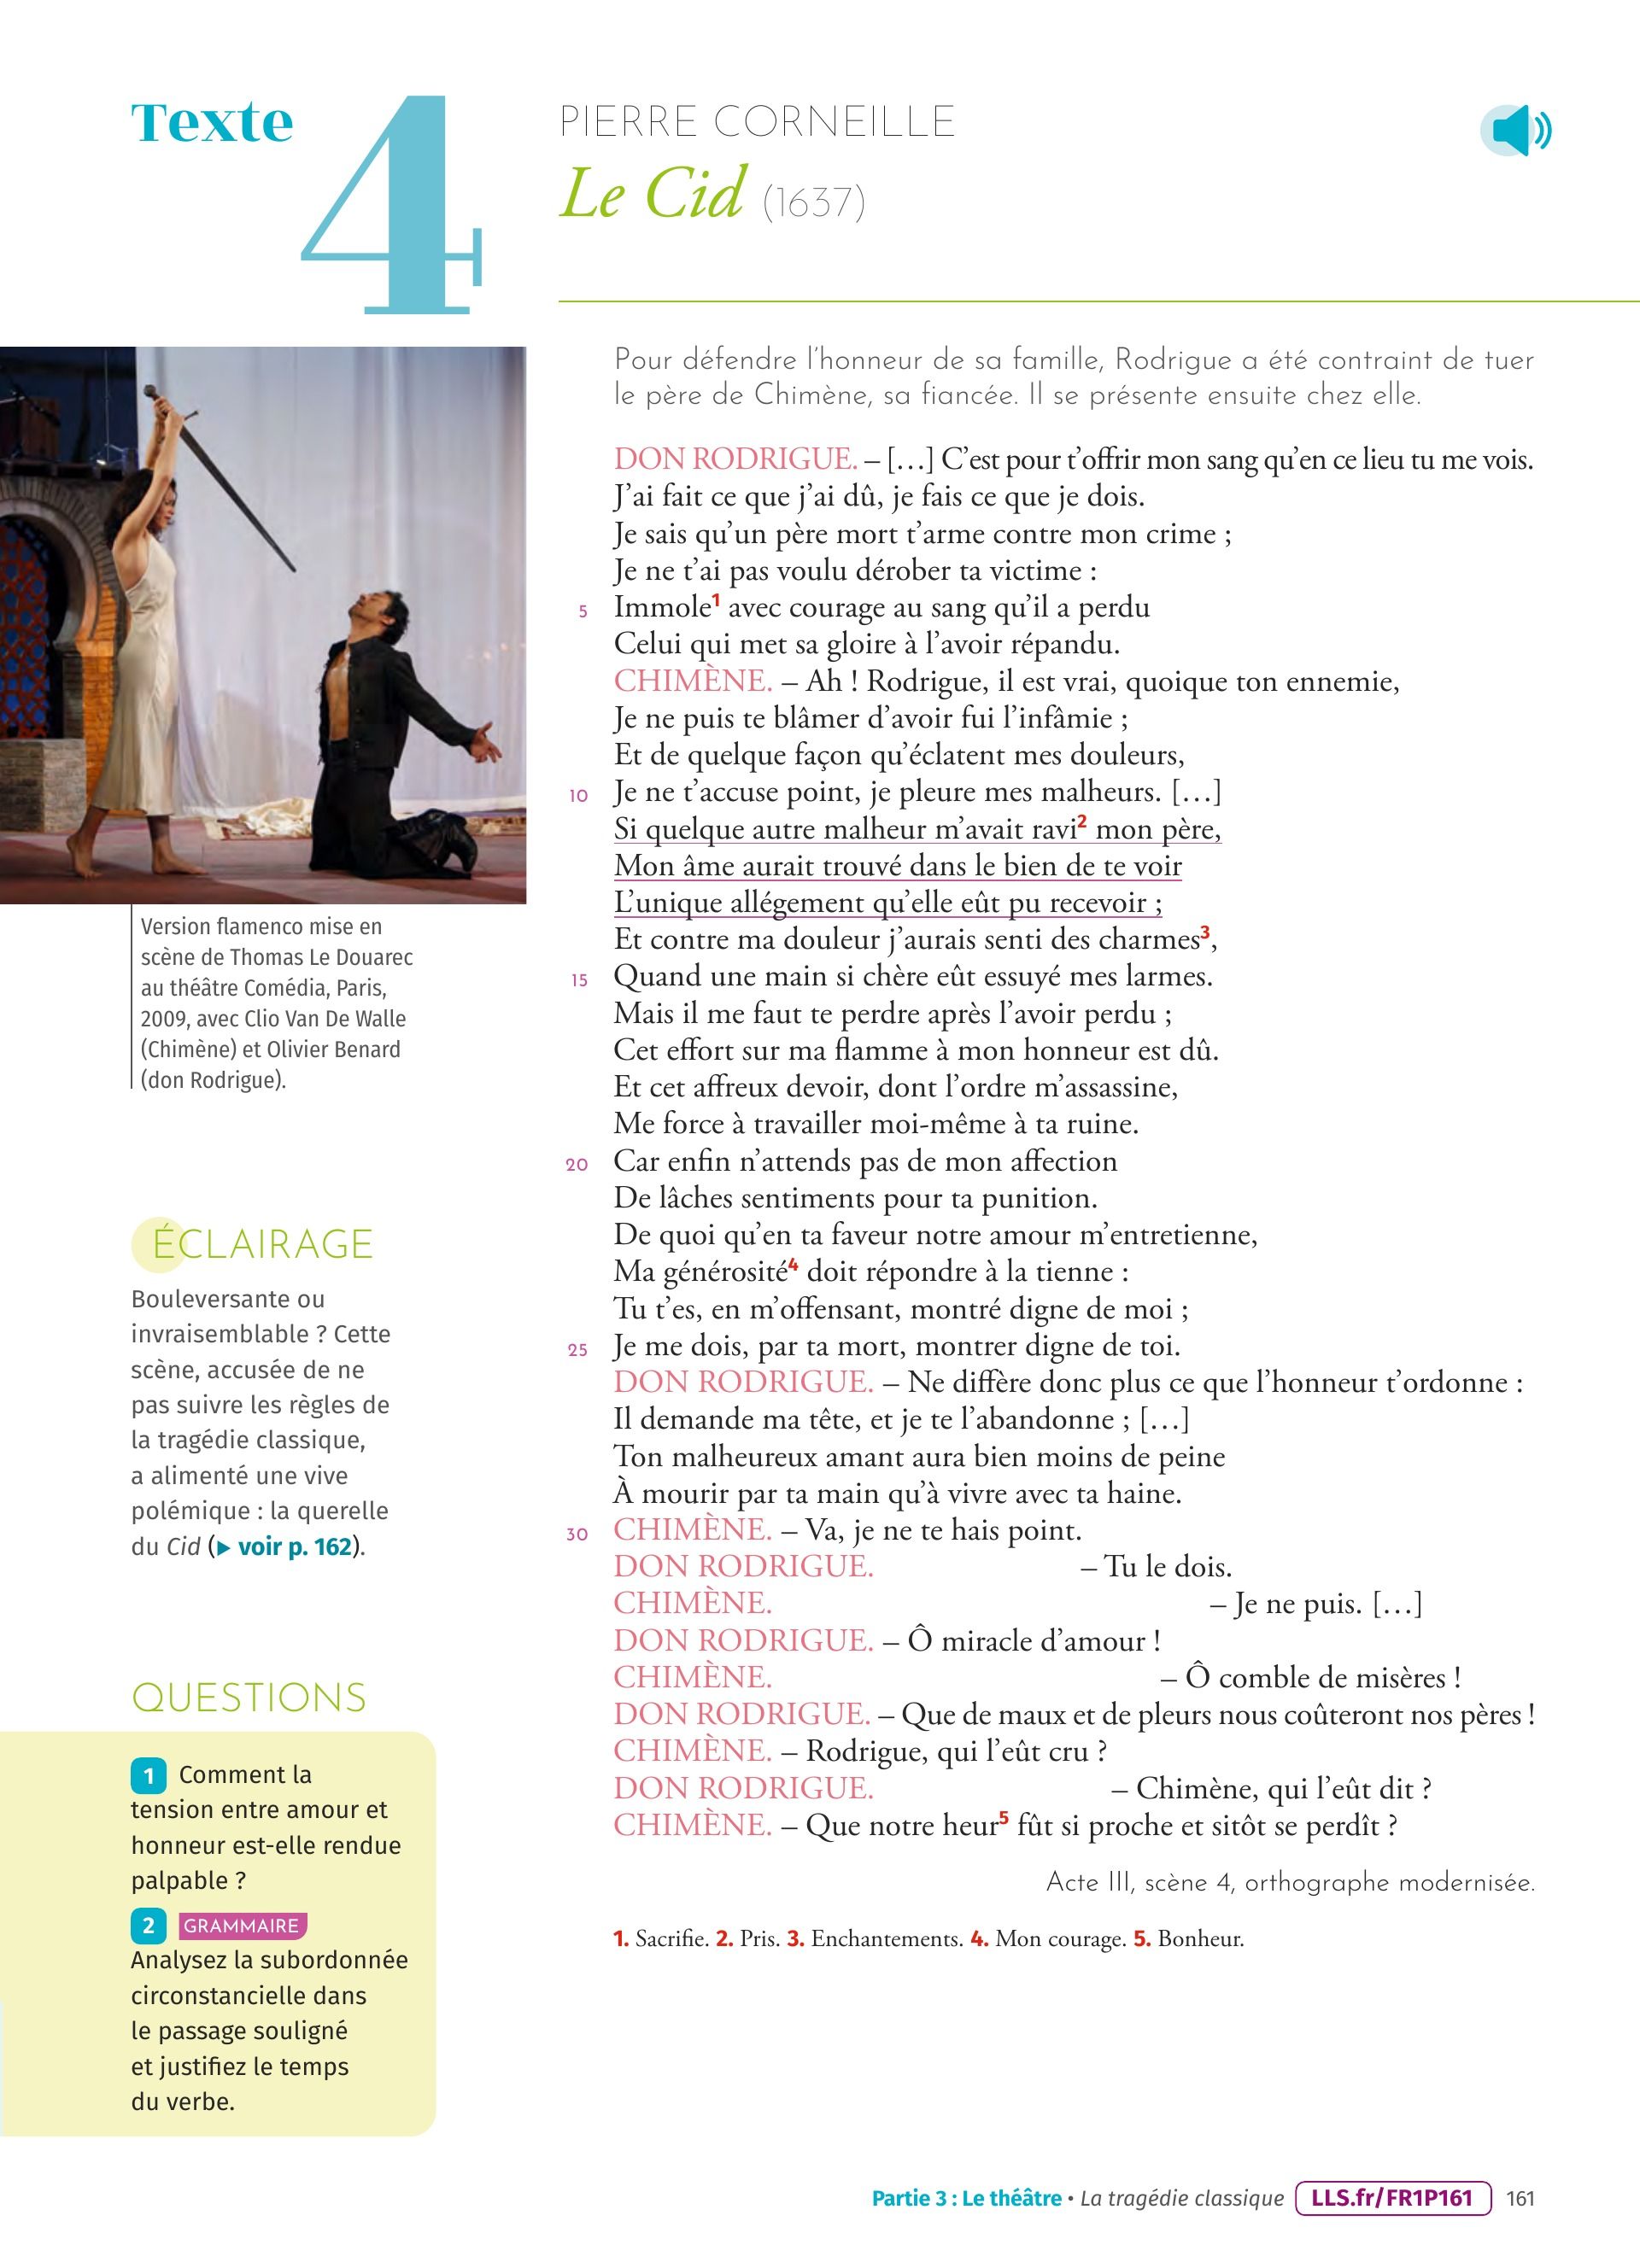 Texte 4
PIERRE CORNEILLE
Le Cid (1637)
Pour défendre l'honneur de sa famille, Rodrigue a été contraint de tuer
le père de Chimène, sa fiancée. Il se présente ensuite chez elle.
DON RODRIGUE. – […] C'est pour t'offrir mon sang qu'en ce lieu tu me vois.
J'ai fait ce que j'ai dû, je fais ce que je dois.
Je sais qu'un père mort t'arme contre mon crime ;
Je ne t'ai pas voulu dérober ta victime :
5 Immole1 avec courage au sang qu'il a perdu
Celui qui met sa gloire à l'avoir répandu.
CHIMÈNE. – Ah ! Rodrigue, il est vrai, quoique ton ennemie,
Je ne puis te blâmer d'avoir fui l'infâmie ;
Et de quelque façon qu'éclatent mes douleurs,
10 Je ne t'accuse point, je pleure mes malheurs. […]
Si quelque autre malheur m'avait ravi2 mon père,
Mon âme aurait trouvé dans le bien de te voir
L'unique allégement qu'elle eût pu recevoir ;
Et contre ma douleur j'aurais senti des charmes3,
15 Quand une main si chère eût essuyé mes larmes.
Mais il me faut te perdre après l'avoir perdu ;
Cet effort sur ma flamme à mon honneur est dû.
Et cet affreux devoir, dont l'ordre m'assassine,
Me force à travailler moi-même à ta ruine.
20 Car enfin n'attends pas de mon affection
De lâches sentiments pour ta punition.
De quoi qu'en ta faveur notre amour m'entretienne,
Ma générosité4 doit répondre à la tienne :
Tu t'es, en m'offensant, montré digne de moi ;
25 Je me dois, par ta mort, montrer digne de toi.
DON RODRIGUE. – Ne diffère donc plus ce que l'honneur t'ordonne :
Il demande ma tête, et je te l'abandonne ; […]
Ton malheureux amant aura bien moins de peine
À mourir par ta main qu'à vivre avec ta haine.
30 CHIMÈNE. – Va, je ne te hais point.
DON RODRIGUE. – Tu le dois.
CHIMÈNE. – Je ne puis. […]
DON RODRIGUE. – Ô miracle d'amour !
CHIMÈNE. – Ô comble de misères !
DON RODRIGUE. – Que de maux et de pleurs nous coûteront nos pères !
CHIMÈNE. – Rodrigue, qui l'eût cru ?
DON RODRIGUE. – Chimène, qui l'eût dit ?
CHIMÈNE. – Que notre heur5 fût si proche et sitôt se perdît ?
Acte III, scène 4, orthographe modernisée.
1. Sacrifie. 2. Pris. 3. Enchantements. 4. Mon courage. 5. Bonheur.
Version flamenco mise en
scène de Thomas Le Douarec
au théâtre Comédia, Paris,
2009, avec Clio Van De Walle
(Chimène) et Olivier Benard
(don Rodrigue).
ÉCLAIRAGE
Bouleversante ou
invraisemblable ? Cette
scène, accusée de ne
pas suivre les règles de
la tragédie classique,
a alimenté une vive
polémique : la querelle
du Cid (▶ voir p. 162).
QUESTIONS
1 Comment la
tension entre amour et
honneur est-elle rendue
palpable ?
2 GRAMMAIRE
Analysez la subordonnée
circonstancielle dans
le passage souligné
et justifiez le temps
du verbe.
Partie 3 : Le théâtre • La tragédie classique LLS.fr/FR1P161 161